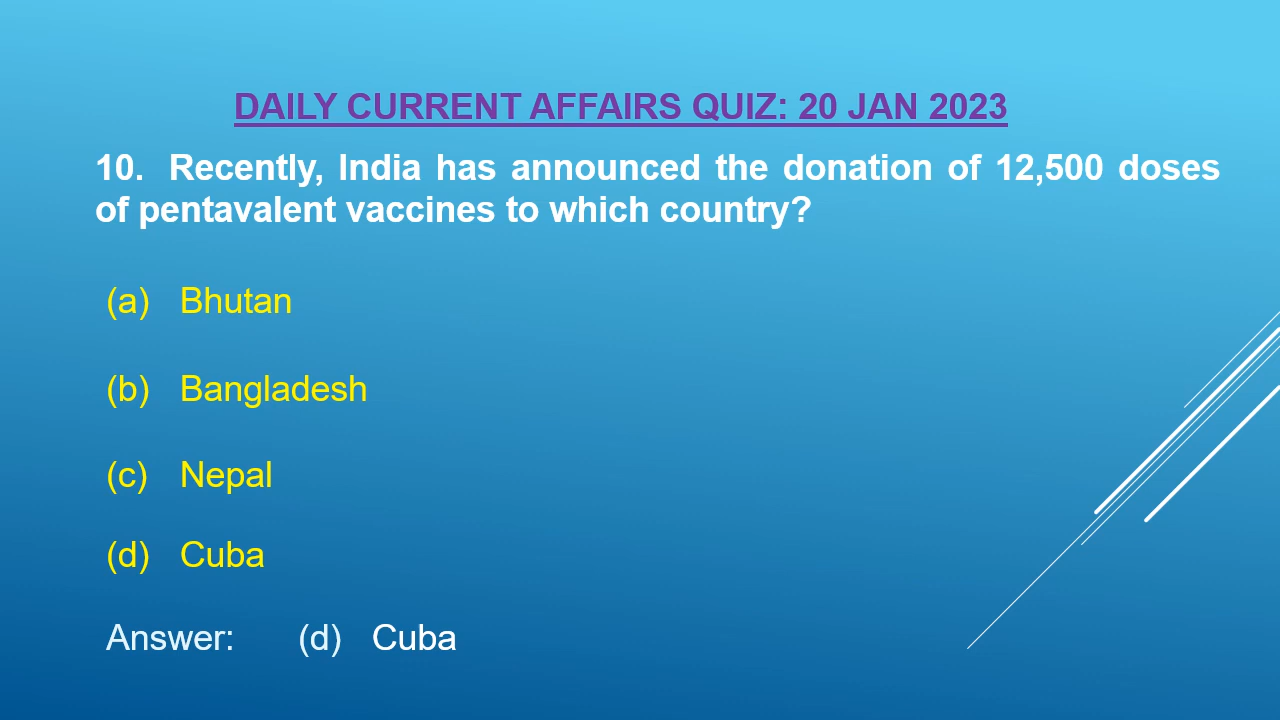 DAILY CURRENT AFFAIRS QUIZ: 20 JAN 2023
10. Recently, India has announced the donation of 12,500 doses
of pentavalent vaccines to which country?
(a) Bhutan
(b) Bangladesh
(c) Nepal
(d) Cuba
Answer: (d) Cuba